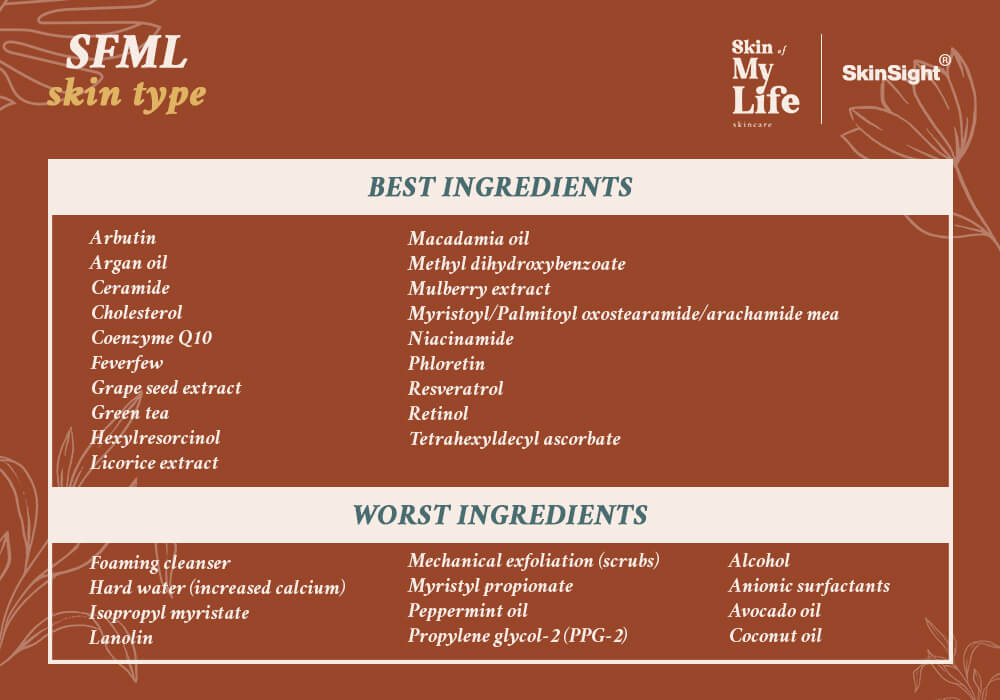 SFML
skin type
Skin of
My
Life
skincare
SkinSight®
BEST INGREDIENTS
Arbutin
Argan oil
Ceramide
Cholesterol
Coenzyme Q10
Feverfew
Grape seed extract
Green tea
Hexylresorcinol
Licorice extract
Macadamia oil
Methyl dihydroxybenzoate
Mulberry extract
Myristoyl/Palmitoyl oxostearamide/arachamide mea
Niacinamide
Phloretin
Resveratrol
Retinol
Tetrahexyldecyl ascorbate
WORST INGREDIENTS
Foaming cleanser
Hard water (increased calcium)
Isopropyl myristate
Lanolin
Mechanical exfoliation (scrubs)
Myristyl propionate
Peppermint oil
Propylene glycol-2 (PPG-2)
Alcohol
Anionic surfactants
Avocado oil
Coconut oil